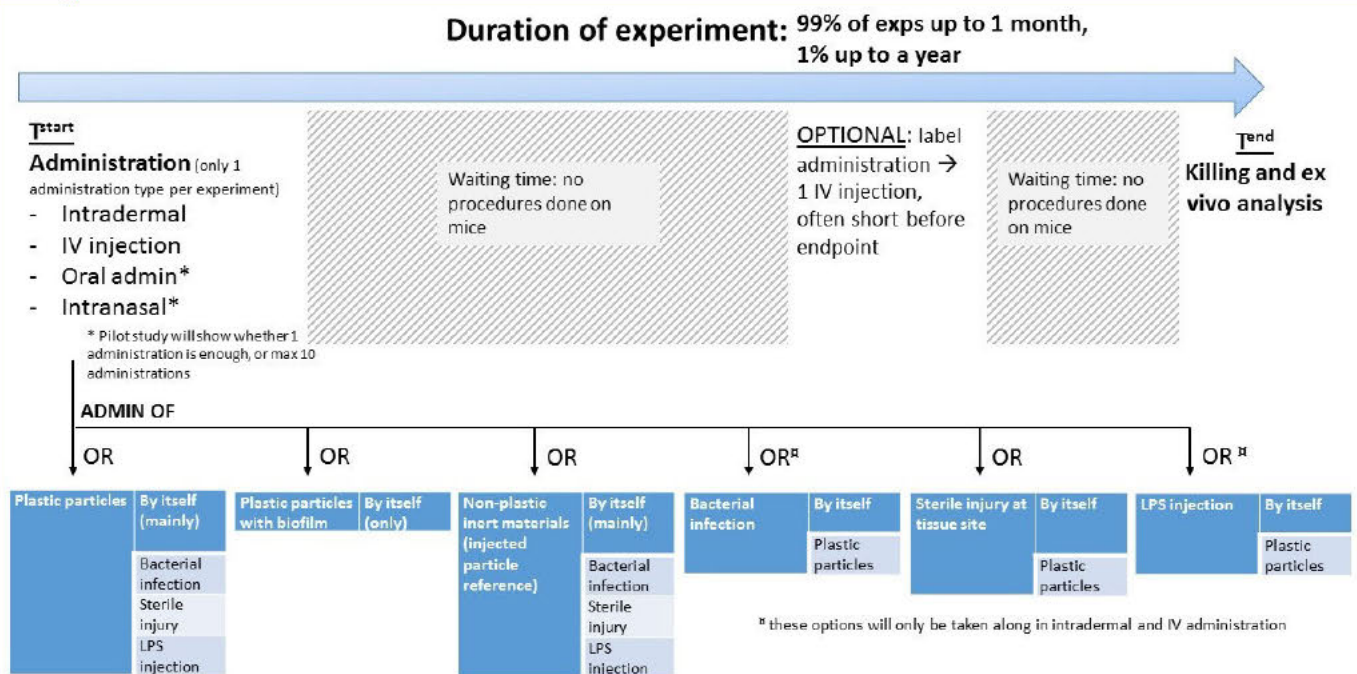 Duration of experiment: 99% of exps up to 1 month,
1% up to a year
Tstart
Administration (only 1
administration type per experiment)
- Intradermal
- IV injection
- Oral admin*
- Intranasal*
* Pilot study will show whether 1
administration is enough, or max 10
administrations
Waiting time: no
procedures done on
mice
OPTIONAL: label
administration →
1 IV injection,
often short before
endpoint
Waiting time: no
procedures done
on mice
Tend
Killing and ex
vivo analysis
ADMIN OF
OR
OR
OR
OR¤
OR
OR ¤
Plastic particles
By itself
(mainly)
Bacterial
infection
Sterile
injury
LPS
injection
Plastic particles
with biofilm
By itself
(only)
Non-plastic
inert materials
(injected
particle
reference)
By itself
(mainly)
Bacterial
infection
Sterile
injury
LPS
injection
Bacterial
infection
By itself
Plastic
particles
Sterile injury at
tissue site
By itself
Plastic
particles
LPS injection
By itself
Plastic
particles
¤ these options will only be taken along in intradermal and IV administration